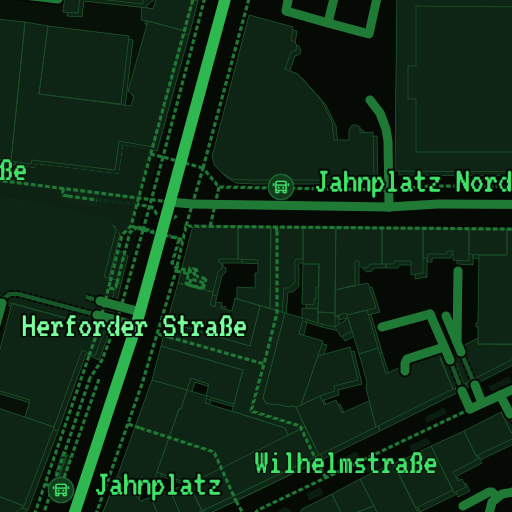 ße
Jahnplatz Nord
Herforder Straße
Wilhelmstraße
Jahnplatz